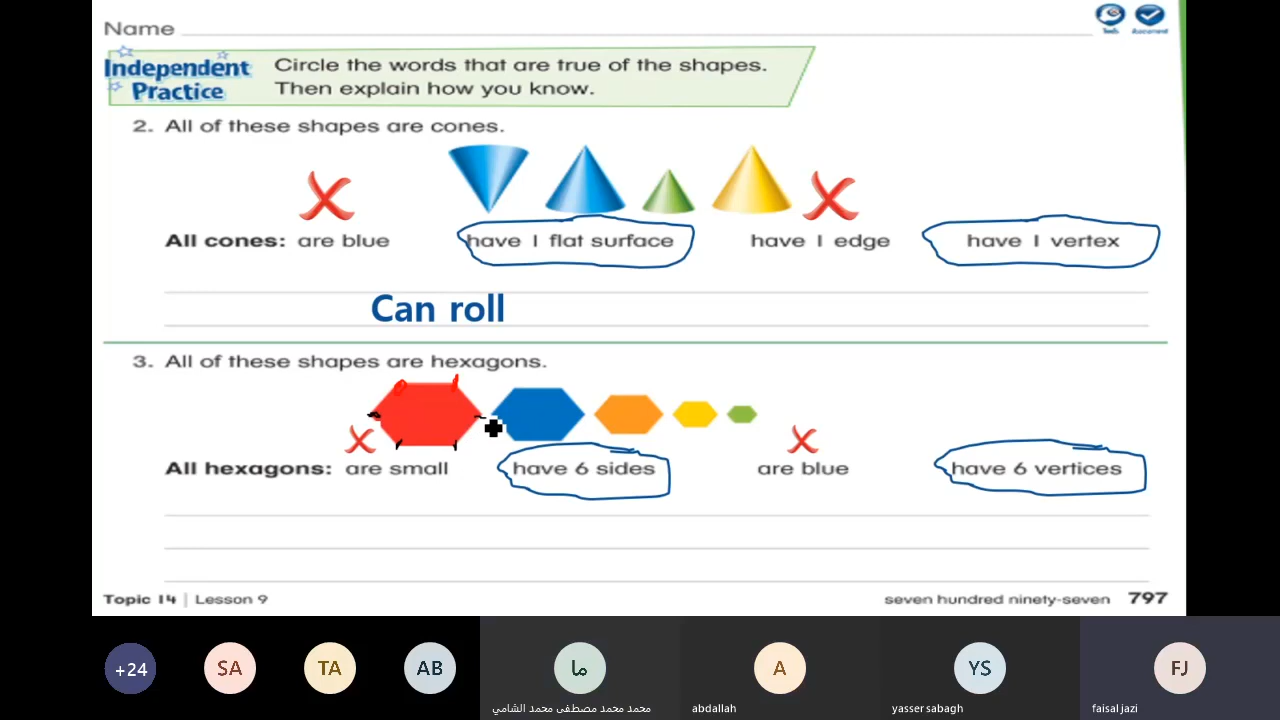 Name
Tools Assessment
Independent Practice
Circle the words that are true of the shapes.
Then explain how you know.
2. All of these shapes are cones.
All cones: are blue have 1 flat surface have 1 edge have 1 vertex
Can roll
3. All of these shapes are hexagons.
All hexagons: are small have 6 sides are blue have 6 vertices
Topic 14 | Lesson 9 seven hundred ninety-seven 797
+24 SA TA AB ما A YS FJ
محمد محمد مصطفى محمد الشامي abdallah yasser sabagh faisal jazi